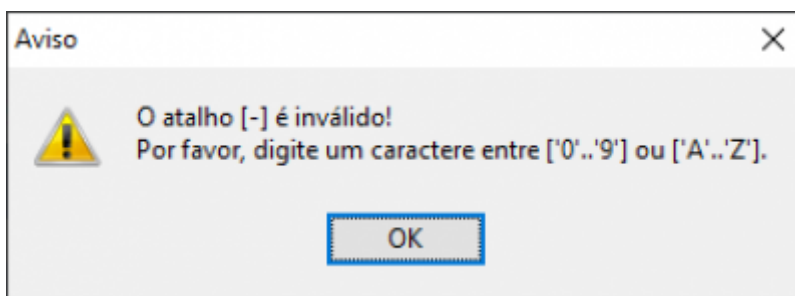 Aviso
O atalho [-] é inválido!
Por favor, digite um caractere entre ['0'..'9'] ou ['A'..'Z'].
OK